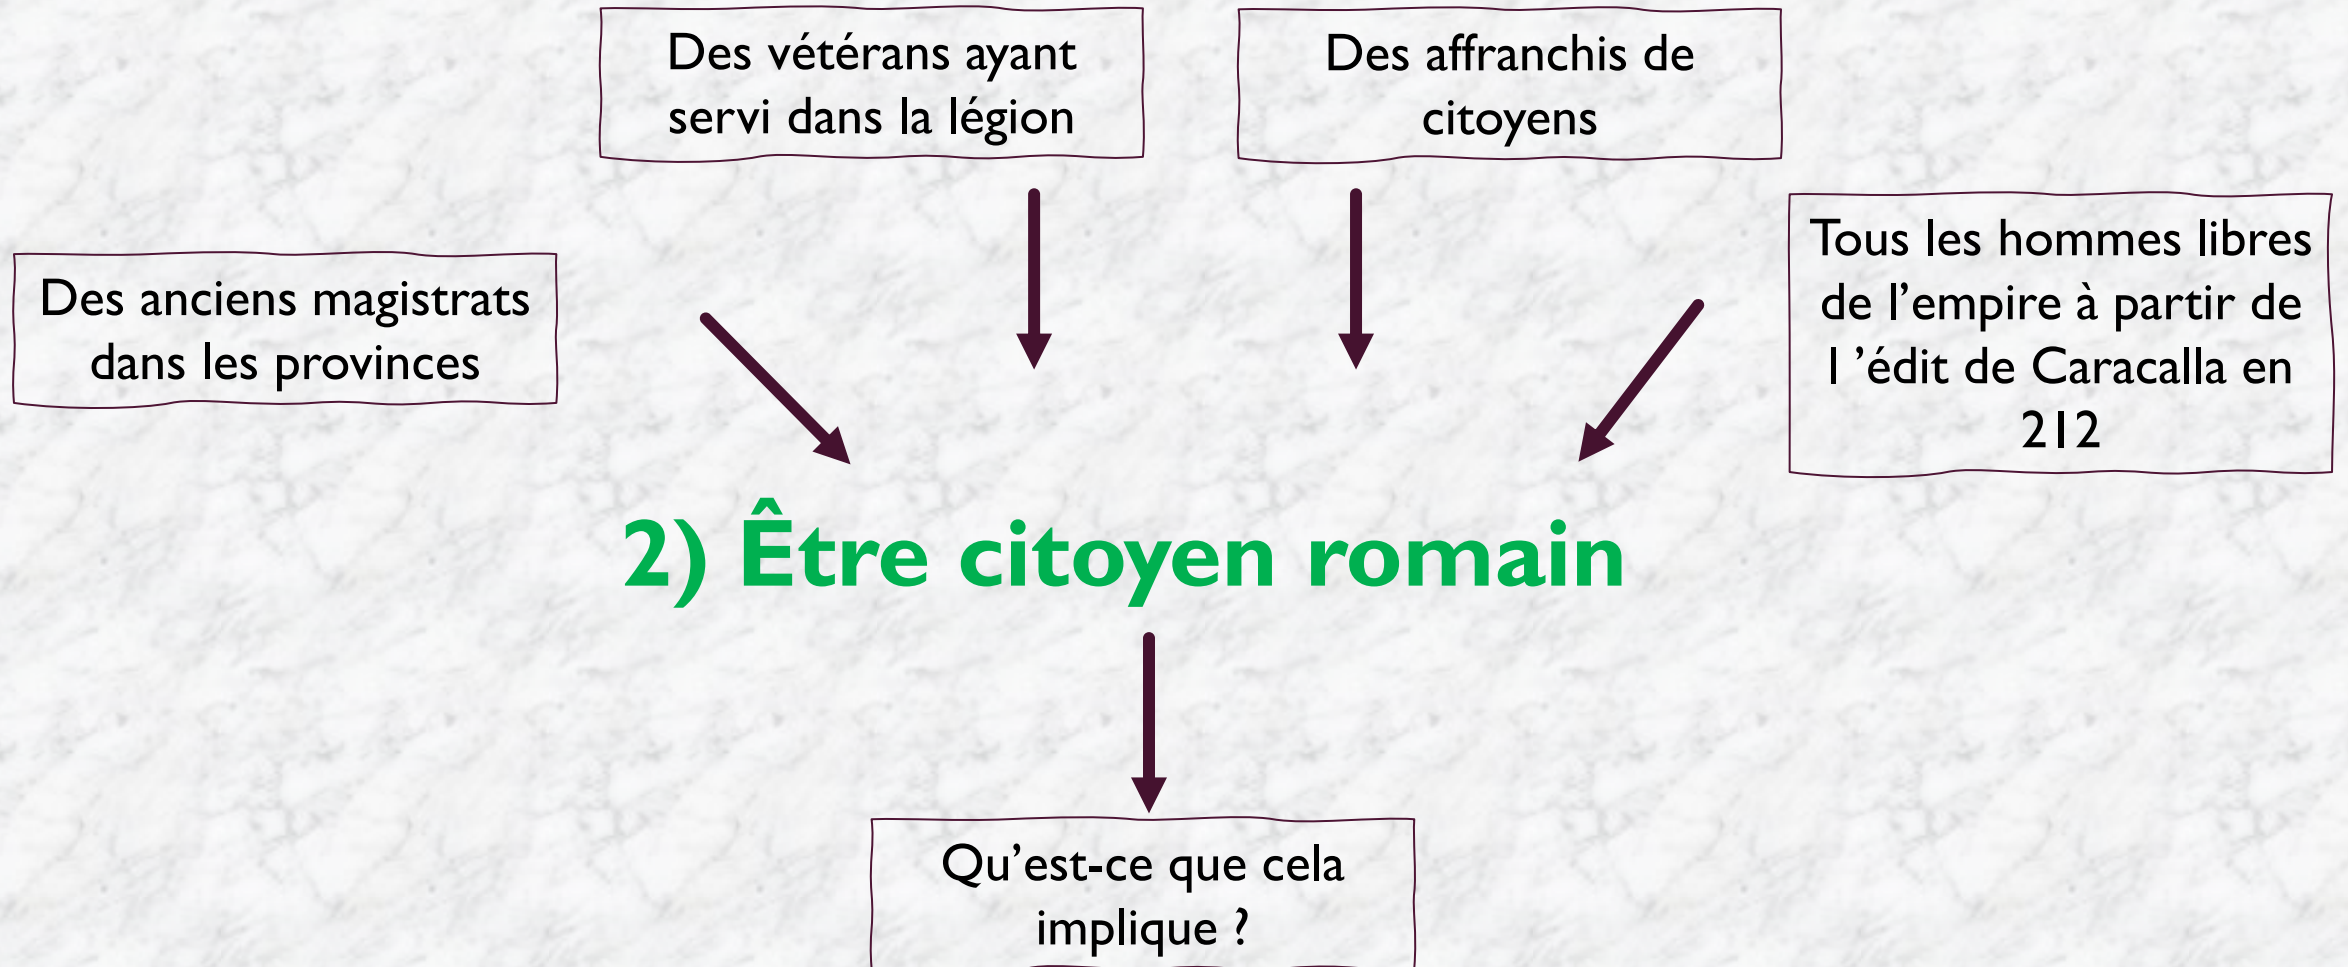 Des vétérans ayant
servi dans la légion
Des affranchis de
citoyens
Des anciens magistrats
dans les provinces
Tous les hommes libres
de l’empire à partir de
l ’édit de Caracalla en
212
2) Être citoyen romain
Qu’est-ce que cela
implique ?